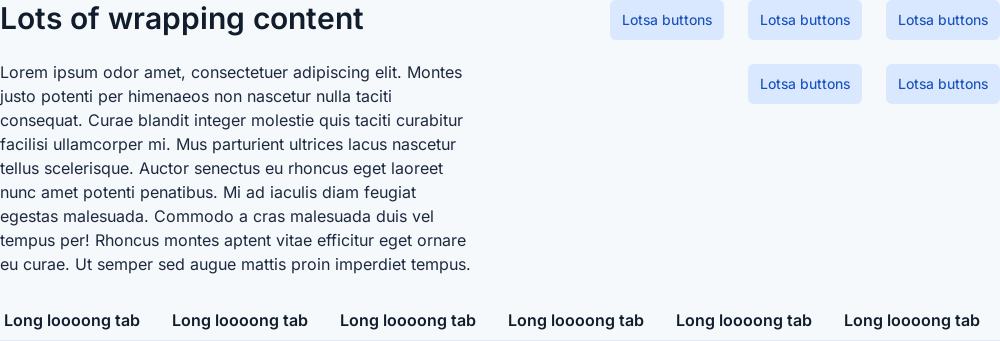 Lots of wrapping content
Lotsa buttons Lotsa buttons Lotsa buttons
Lotsa buttons Lotsa buttons
Lorem ipsum odor amet, consectetuer adipiscing elit. Montes
justo potenti per himenaeos non nascetur nulla taciti
consequat. Curae blandit integer molestie quis taciti curabitur
facilisi ullamcorper mi. Mus parturient ultrices lacus nascetur
tellus scelerisque. Auctor senectus eu rhoncus eget laoreet
nunc amet potenti penatibus. Mi ad iaculis diam feugiat
egestas malesuada. Commodo a cras malesuada duis vel
tempus per! Rhoncus montes aptent vitae efficitur eget ornare
eu curae. Ut semper sed augue mattis proin imperdiet tempus.
Long loooong tab Long loooong tab Long loooong tab Long loooong tab Long loooong tab Long loooong tab